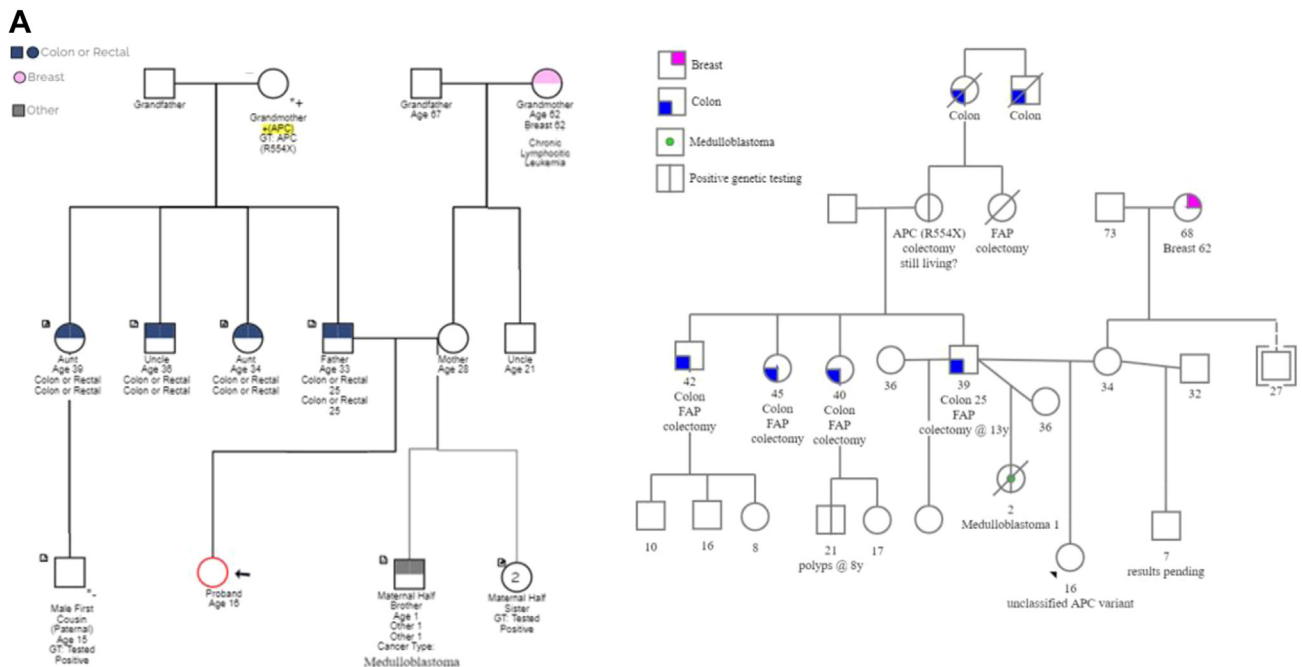 A
Colon or Rectal
Breast
Other
Grandfather
*+
Grandmother
+(APC)
GT: APC
(R554X)
Grandfather
Age 67
Grandmother
Age 62
Breast 62
Chronic
Lymphocitic
Leukemia
Aunt
Age 39
Colon or Rectal
Colon or Rectal
Uncle
Age 36
Colon or Rectal
Colon or Rectal
Aunt
Age 34
Colon or Rectal
Colon or Rectal
Father
Age 33
Colon or Rectal
25
Colon or Rectal
25
Mother
Age 28
Uncle
Age 21
*-
Male First
Cousin
(Paternal)
Age 15
GT: Tested
Positive
Proband
Age 16
Maternal Half
Brother
Age 1
Other 1
Other 1
Cancer Type:
Medulloblastoma
2
Maternal Half
Sister
GT: Tested
Positive
Breast
Colon
Medulloblastoma
Positive genetic testing
Colon
Colon
APC (R554X)
colectomy
still living?
FAP
colectomy
73
68
Breast 62
42
Colon
FAP
colectomy
45
Colon
FAP
colectomy
40
Colon
FAP
colectomy
36
39
Colon 25
FAP
colectomy @ 13y
36
34
32
27
10
16
8
21
polyps @ 8y
17
2
Medulloblastoma 1
16
unclassified APC variant
7
results pending